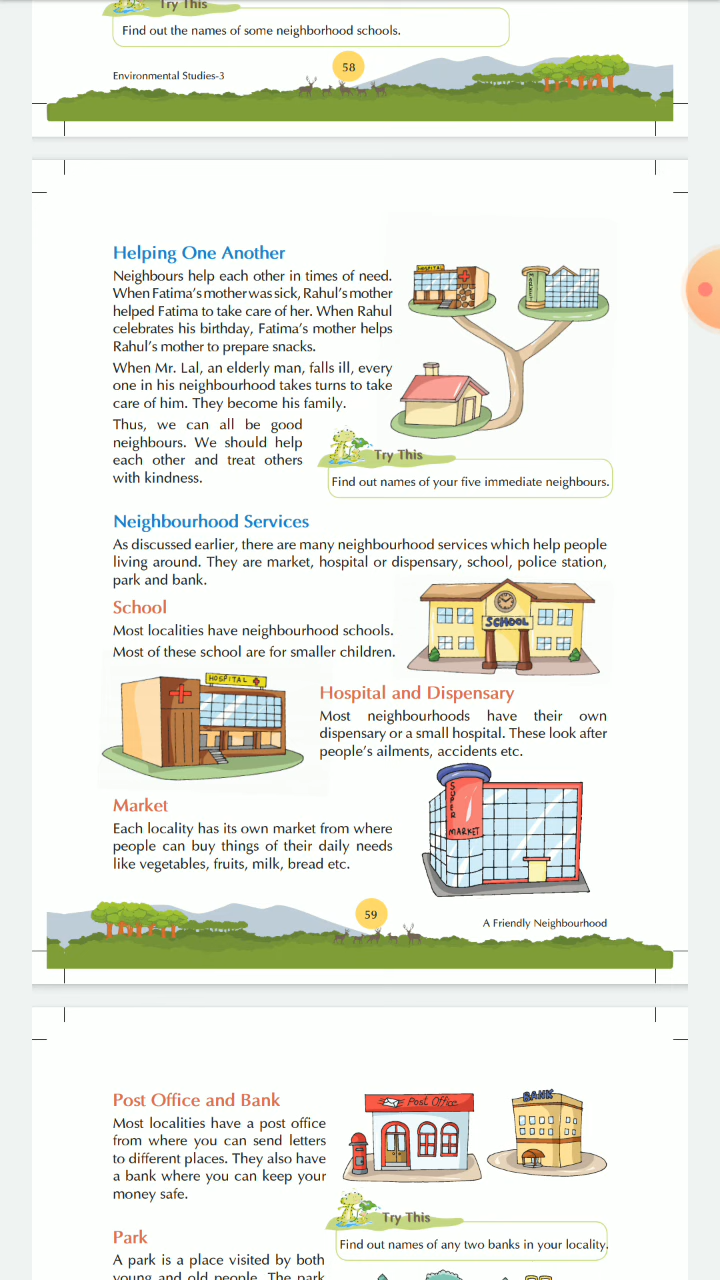 Try This
Find out the names of some neighborhood schools.
58
Environmental Studies-3
Helping One Another
Neighbours help each other in times of need.
When Fatima's mother was sick, Rahul's mother
helped Fatima to take care of her. When Rahul
celebrates his birthday, Fatima's mother helps
Rahul's mother to prepare snacks.
When Mr. Lal, an elderly man, falls ill, every
one in his neighbourhood takes turns to take
care of him. They become his family.
Thus, we can all be good
neighbours. We should help
each other and treat others
with kindness.
HOSPITAL
Try This
Find out names of your five immediate neighbours.
Neighbourhood Services
As discussed earlier, there are many neighbourhood services which help people
living around. They are market, hospital or dispensary, school, police station,
park and bank.
School
Most localities have neighbourhood schools.
Most of these school are for smaller children.
SCHOOL
HOSPITAL
Hospital and Dispensary
Most neighbourhoods have their own
dispensary or a small hospital. These look after
people's ailments, accidents etc.
Market
Each locality has its own market from where
people can buy things of their daily needs
like vegetables, fruits, milk, bread etc.
SUPER
MARKET
59
A Friendly Neighbourhood
Post Office and Bank
Most localities have a post office
from where you can send letters
to different places. They also have
a bank where you can keep your
money safe.
Post Office
BANK
Try This
Find out names of any two banks in your locality.
Park
A park is a place visited by both
young and old people. The park